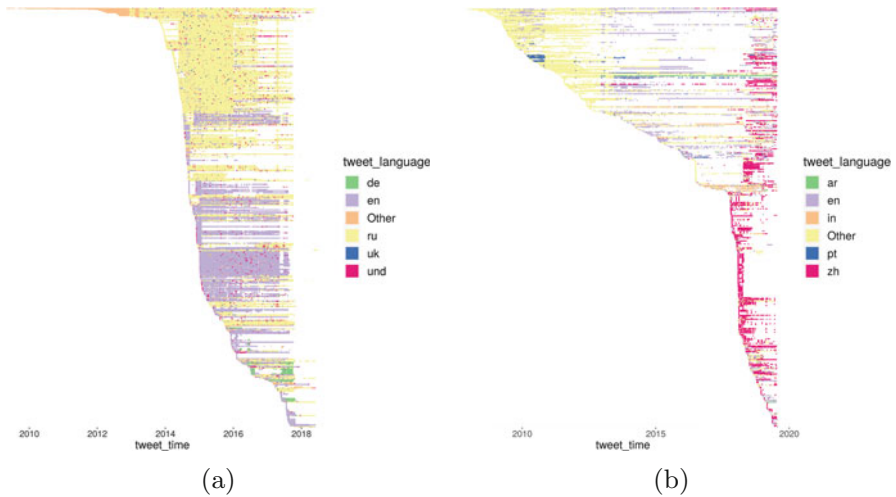 tweet_language
de
en
Other
ru
uk
und
2010 2012 2014 2016 2018
tweet_time
(a)
tweet_language
ar
en
in
Other
pt
zh
2010 2015 2020
tweet_time
(b)